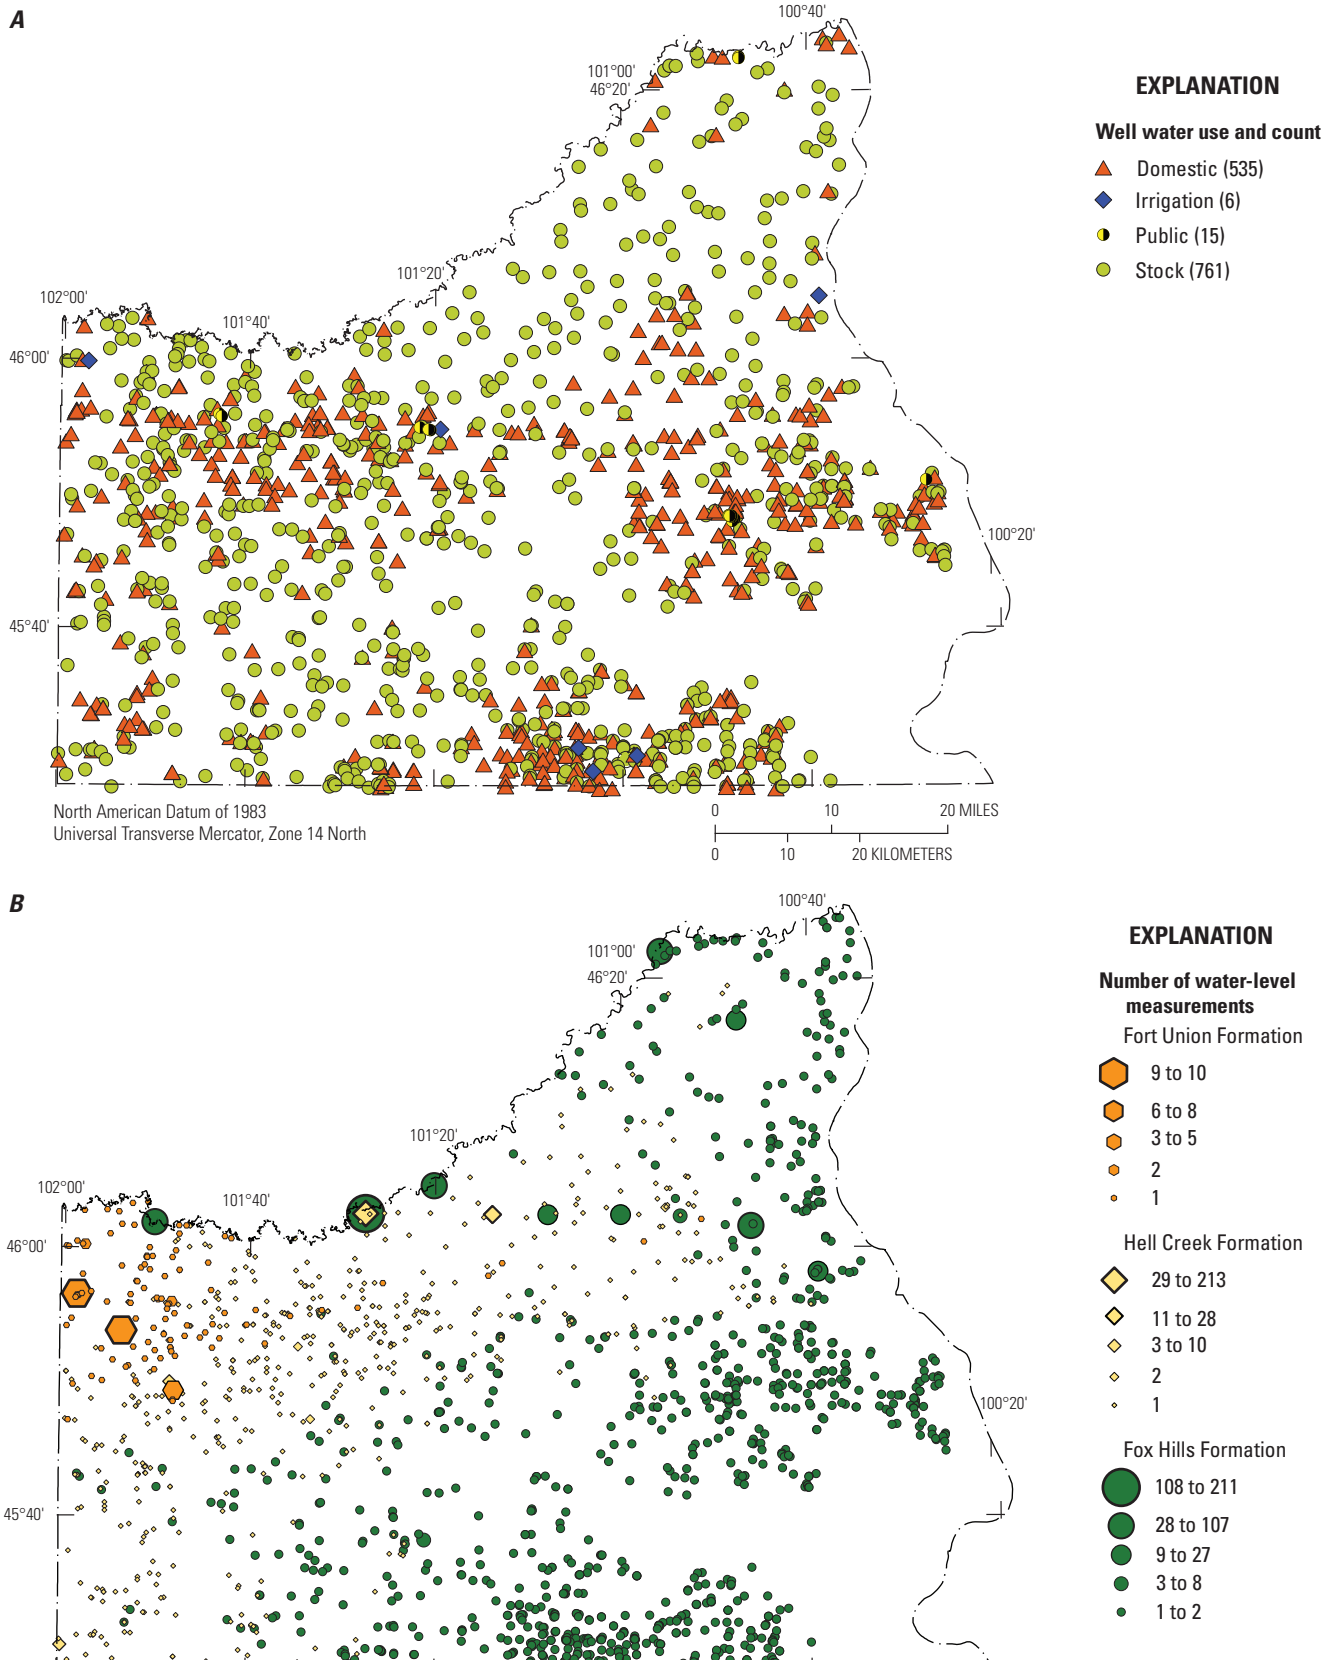 A
100°40'
101°00'
46°20'
101°20'
102°00'
101°40'
46°00'
100°20'
45°40'
North American Datum of 1983
Universal Transverse Mercator, Zone 14 North
0 10 20 MILES
0 10 20 KILOMETERS
EXPLANATION
Well water use and count
Domestic (535)
Irrigation (6)
Public (15)
Stock (761)
B
100°40'
101°00'
46°20'
101°20'
102°00'
101°40'
46°00'
100°20'
45°40'
EXPLANATION
Number of water-level
measurements
Fort Union Formation
9 to 10
6 to 8
3 to 5
2
1
Hell Creek Formation
29 to 213
11 to 28
3 to 10
2
1
Fox Hills Formation
108 to 211
28 to 107
9 to 27
3 to 8
1 to 2